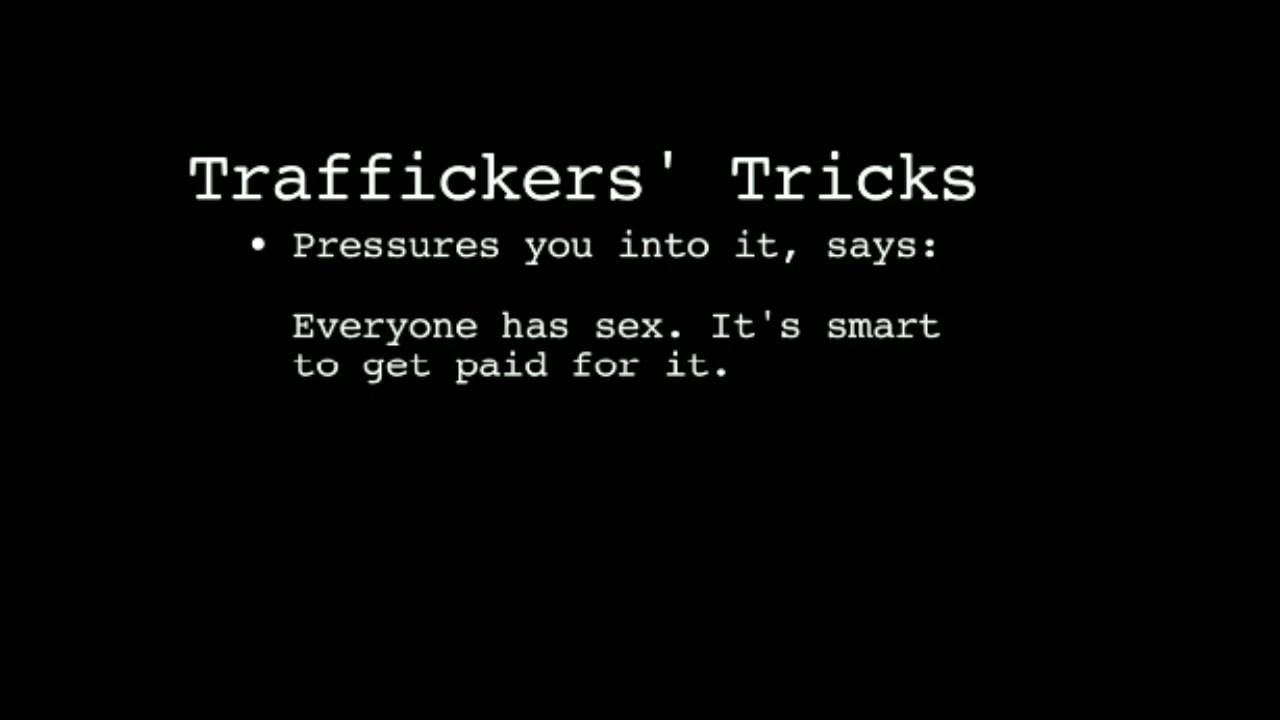 Traffickers' Tricks
• Pressures you into it, says:
Everyone has sex. It's smart
to get paid for it.